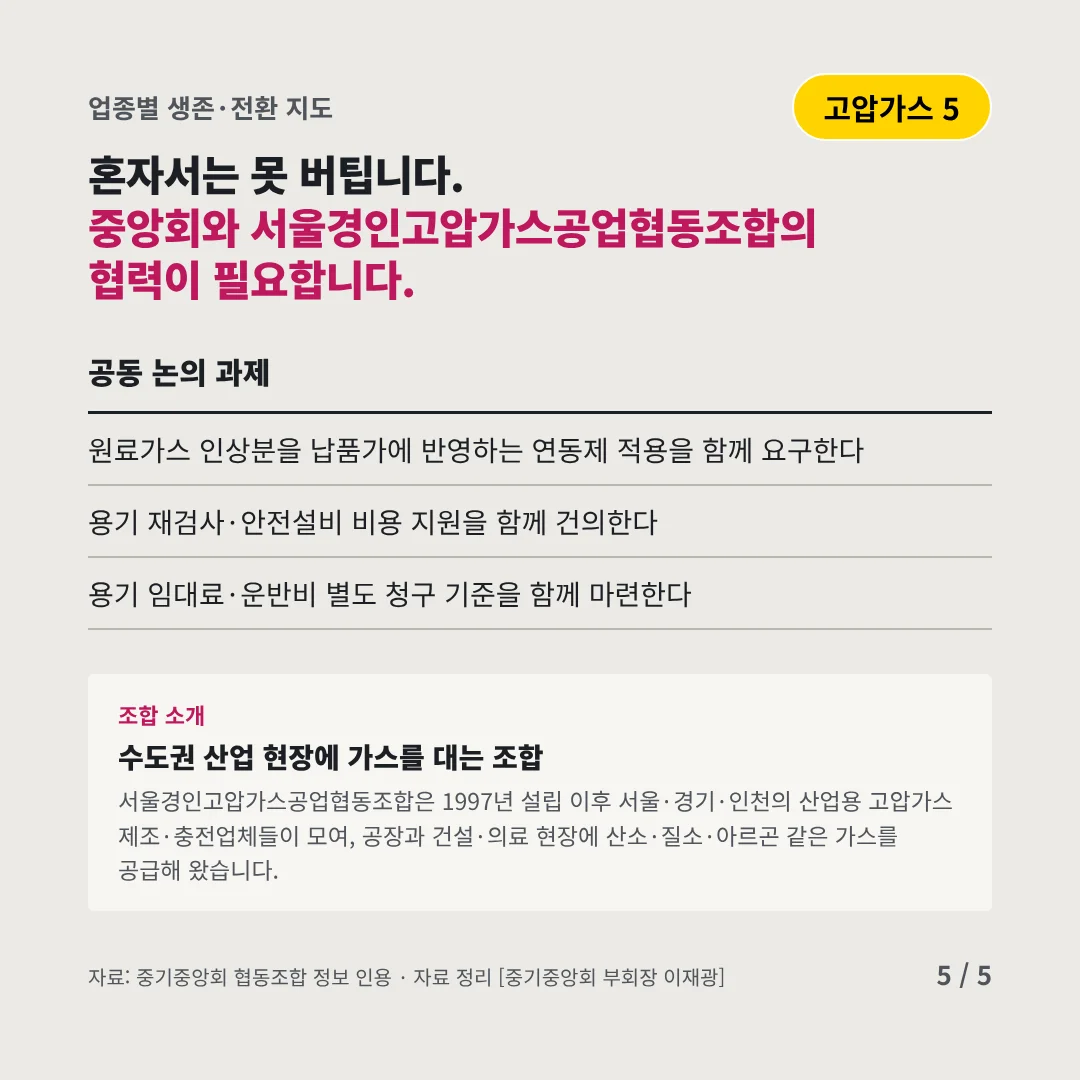 업종별 생존·전환 지도
고압가스 5
혼자서는 못 버팁니다.
중앙회와 서울경인고압가스공업협동조합의
협력이 필요합니다.
공동 논의 과제
원료가스 인상분을 납품가에 반영하는 연동제 적용을 함께 요구한다
용기 재검사·안전설비 비용 지원을 함께 건의한다
용기 임대료·운반비 별도 청구 기준을 함께 마련한다
조합 소개
수도권 산업 현장에 가스를 대는 조합
서울경인고압가스공업협동조합은 1997년 설립 이후 서울·경기·인천의 산업용 고압가스
제조·충전업체들이 모여, 공장과 건설·의료 현장에 산소·질소·아르곤 같은 가스를
공급해 왔습니다.
자료: 중기중앙회 협동조합 정보 인용 · 자료 정리 [중기중앙회 부회장 이재광]
5 / 5